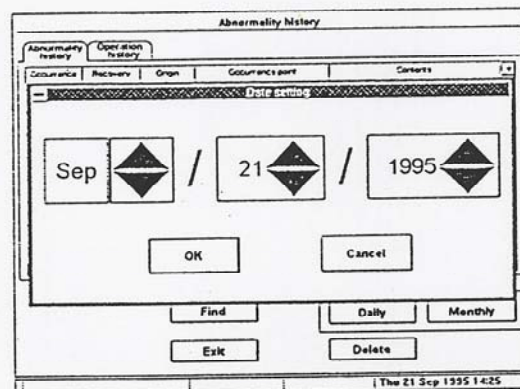 Abnormality history
Abnormality history
Operation history
Occurrence Recovery Origin Occurrence point Contents
Date setting
Sep / 21 / 1995
OK Cancel
Find Daily Monthly
Exit Delete
Thu 21 Sep 1995 14:25